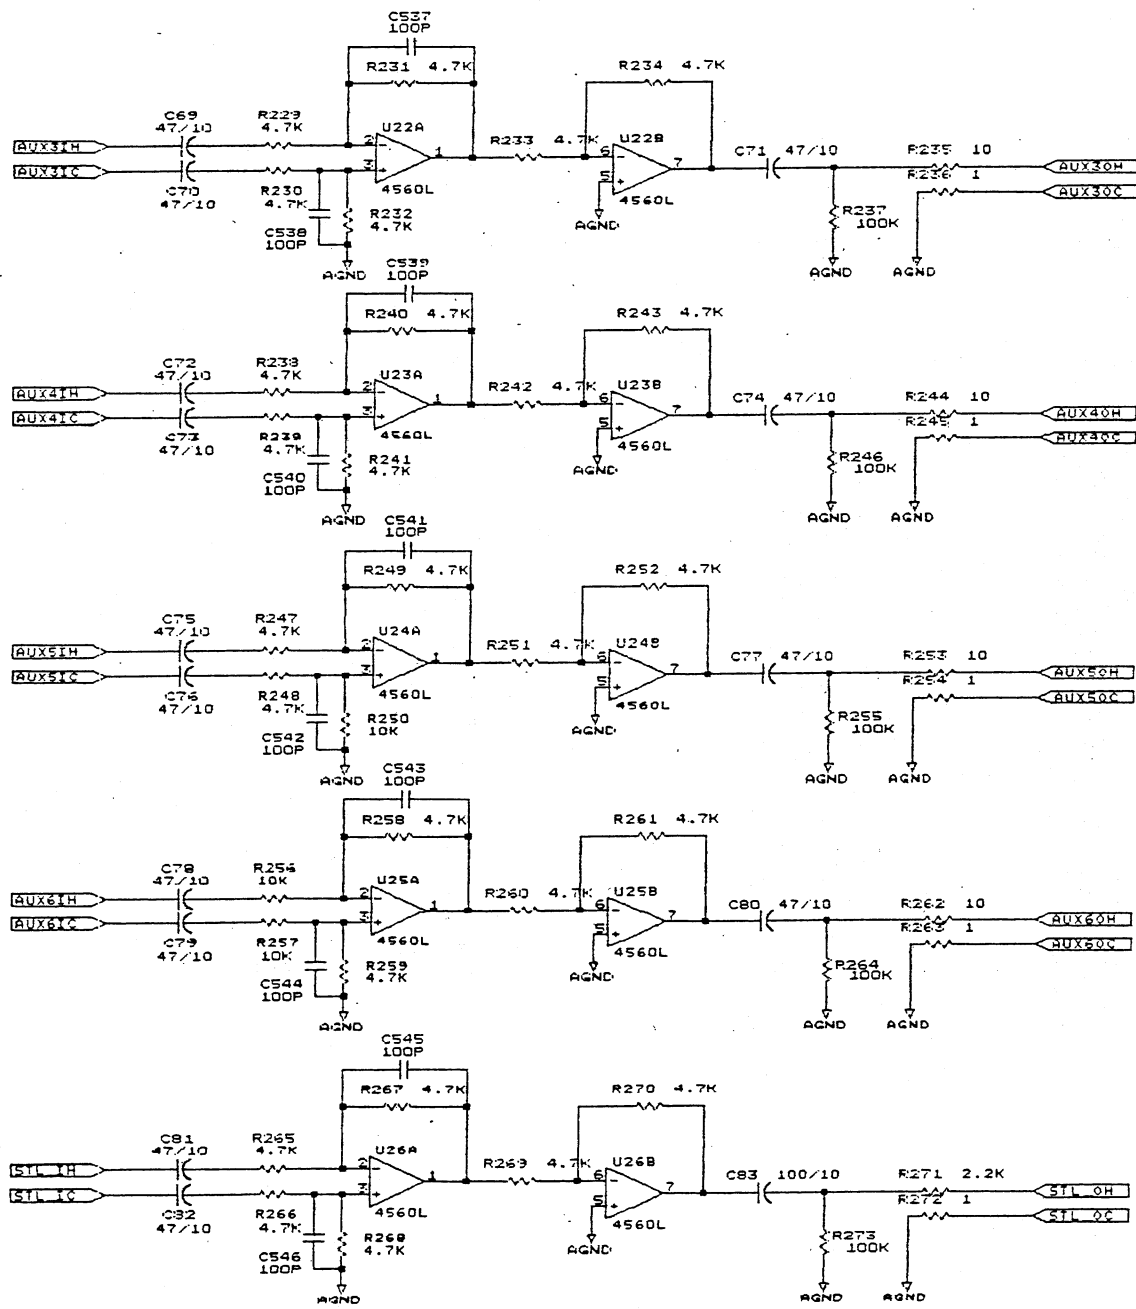 C537
100P
R231 4.7K
R234 4.7K
C69
47/10
R229
4.7K
U22A
R233 4.7K
U22B
C71 47/10
R235 10
AUX3IH
2
1
6
7
AUX3OH
AUX3IC
3
5
R236 1
AUX3OC
C70
47/10
R230
4.7K
4560L
4560L
R232
4.7K
R237
100K
C538
100P
AGND
AGND
AGND
AGND
C539
100P
R240 4.7K
R243 4.7K
C72
47/10
R238
4.7K
U23A
R242 4.7K
U23B
C74 47/10
R244 10
AUX4IH
2
1
6
7
AUX4OH
AUX4IC
3
5
R245 1
AUX4OC
C73
47/10
R239
4.7K
4560L
4560L
R241
4.7K
R246
100K
C540
100P
AGND
AGND
AGND
AGND
C541
100P
R249 4.7K
R252 4.7K
C75
47/10
R247
4.7K
U24A
R251 4.7K
U24B
C77 47/10
R253 10
AUX5IH
2
1
6
7
AUX5OH
AUX5IC
3
5
R254 1
AUX5OC
C76
47/10
R248
4.7K
4560L
4560L
R250
10K
R255
100K
C542
100P
AGND
AGND
AGND
AGND
C543
100P
R258 4.7K
R261 4.7K
C78
47/10
R256
10K
U25A
R260 4.7K
U25B
C80 47/10
R262 10
AUX6IH
2
1
6
7
AUX6OH
AUX6IC
3
5
R263 1
AUX6OC
C79
47/10
R257
10K
4560L
4560L
R259
4.7K
R264
100K
C544
100P
AGND
AGND
AGND
AGND
C545
100P
R267 4.7K
R270 4.7K
C81
47/10
R265
4.7K
U26A
R269 4.7K
U26B
C83 100/10
R271 2.2K
STL_IH
2
1
6
7
STL_OH
STL_IC
3
5
R272 1
STL_OC
C82
47/10
R266
4.7K
4560L
4560L
R268
4.7K
R273
100K
C546
100P
AGND
AGND
AGND
AGND